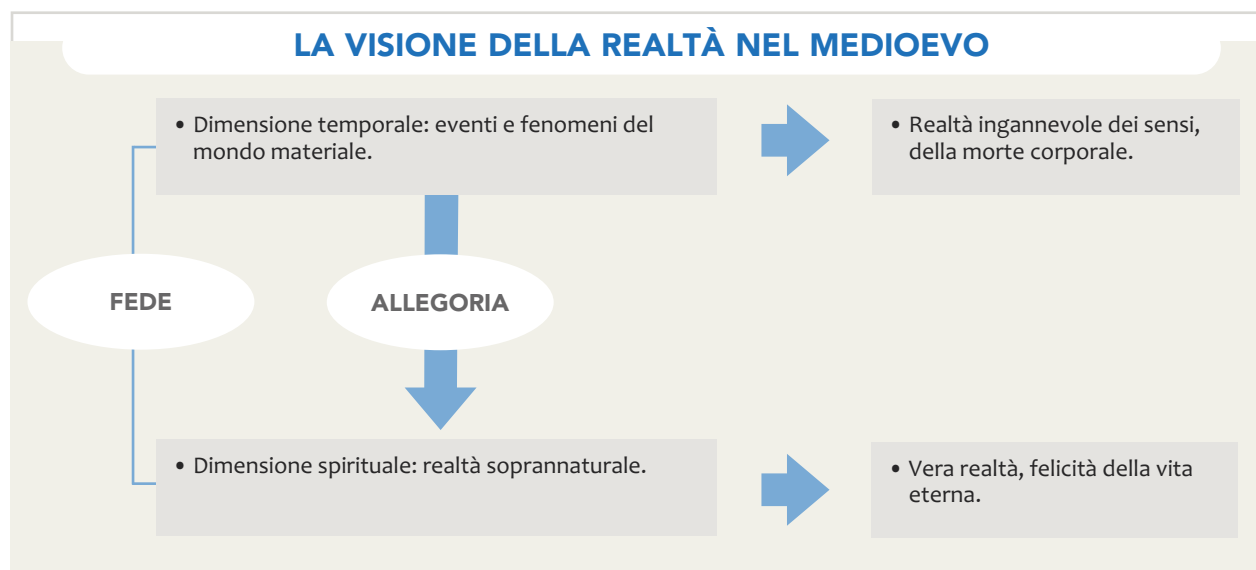 LA VISIONE DELLA REALTÀ NEL MEDIOEVO
• Dimensione temporale: eventi e fenomeni del
mondo materiale.
• Realtà ingannevole dei sensi,
della morte corporale.
FEDE
ALLEGORIA
• Dimensione spirituale: realtà soprannaturale.
• Vera realtà, felicità della vita
eterna.